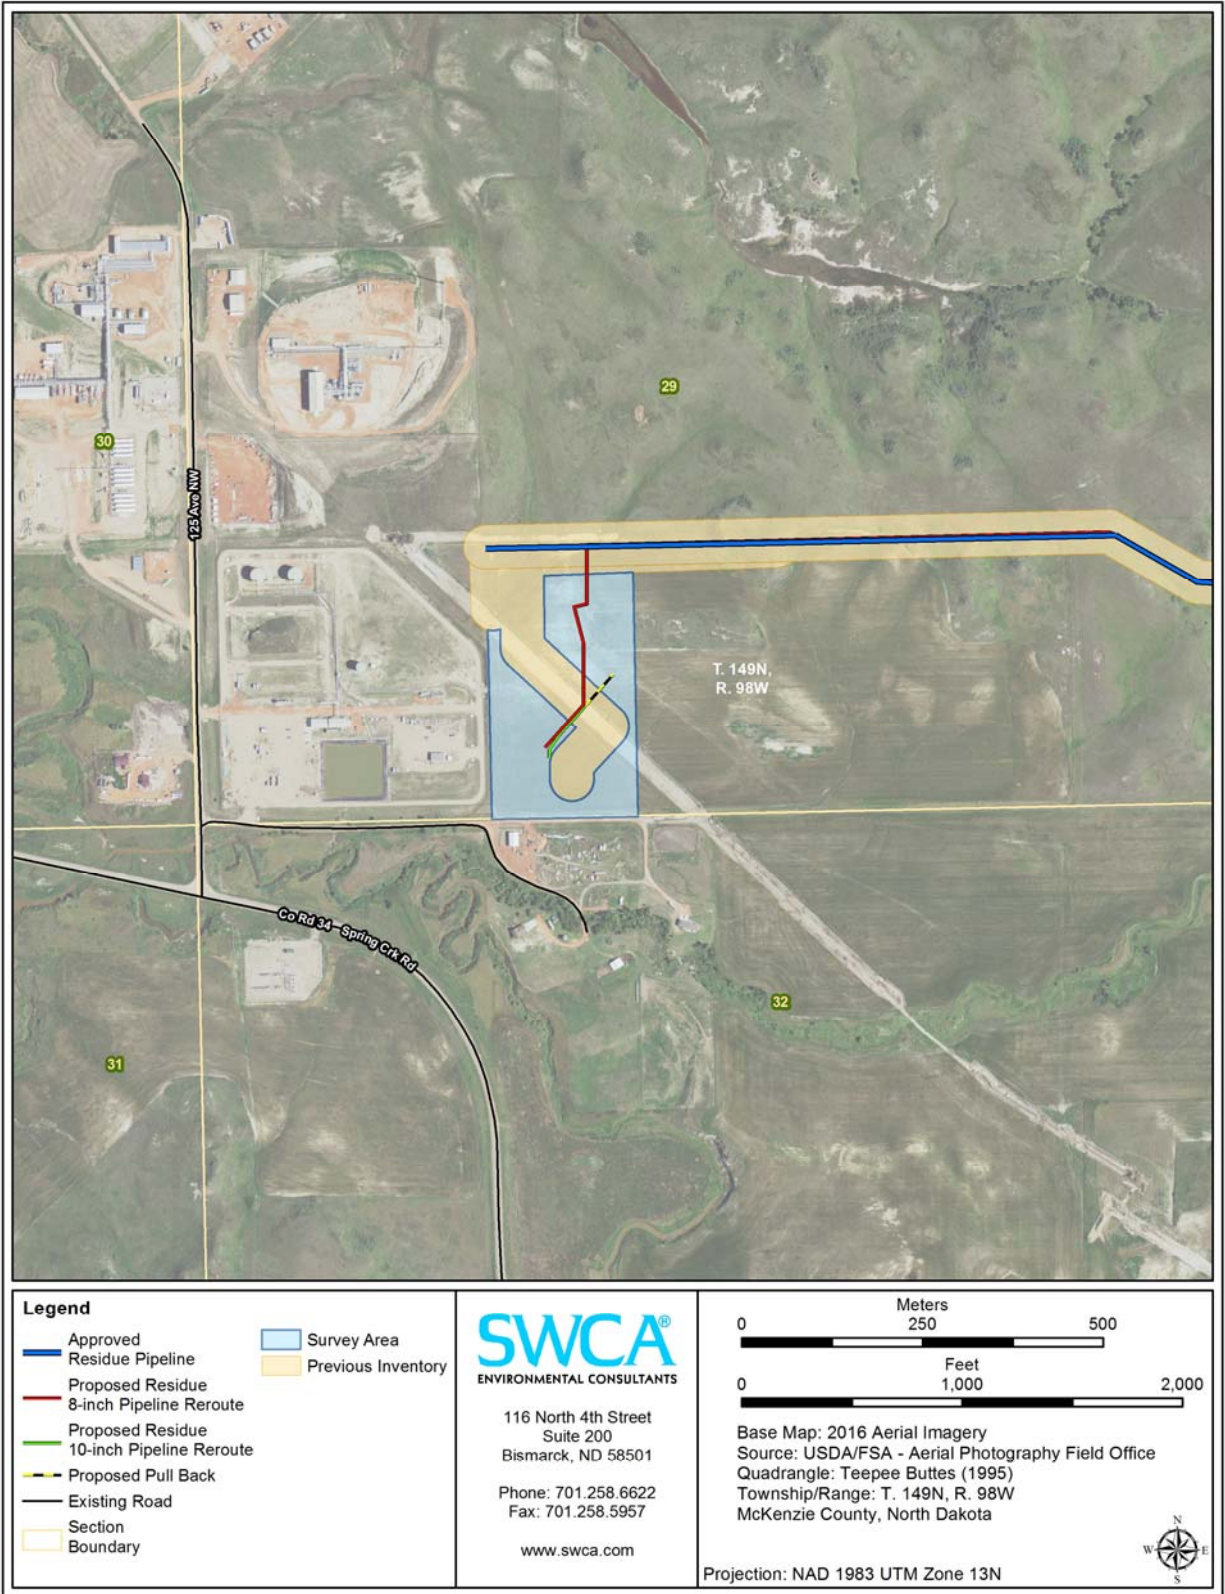 29
30
125 Ave NW
T. 149N,
R. 98W
Co Rd 34 - Spring Crk Rd
32
31
Legend
Approved
Residue Pipeline
Proposed Residue
8-inch Pipeline Reroute
Proposed Residue
10-inch Pipeline Reroute
Proposed Pull Back
Existing Road
Section
Boundary
Survey Area
Previous Inventory
SWCA®
ENVIRONMENTAL CONSULTANTS
116 North 4th Street
Suite 200
Bismarck, ND 58501
Phone: 701.258.6622
Fax: 701.258.5957
www.swca.com
Meters
0 250 500
Feet
0 1,000 2,000
Base Map: 2016 Aerial Imagery
Source: USDA/FSA - Aerial Photography Field Office
Quadrangle: Teepee Buttes (1995)
Township/Range: T. 149N, R. 98W
McKenzie County, North Dakota
N
W E
S
Projection: NAD 1983 UTM Zone 13N